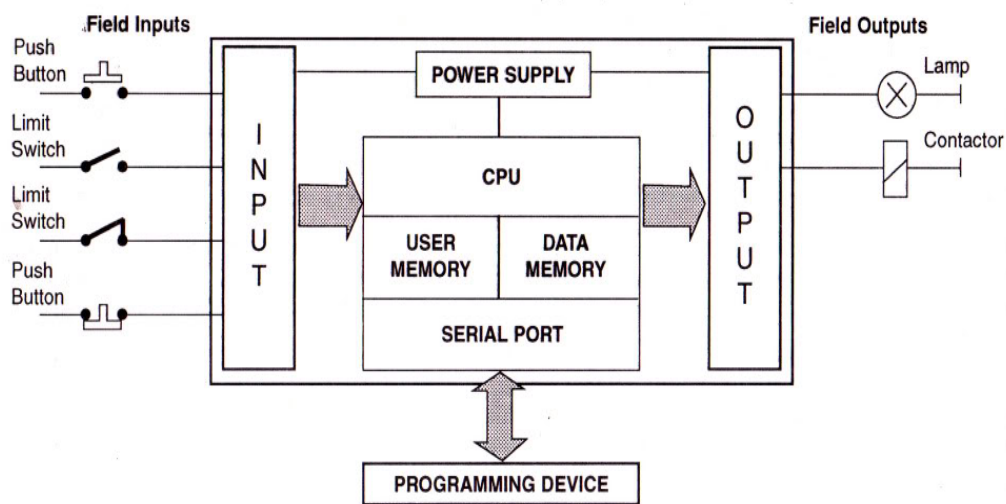 Field Inputs
Push
Button
Limit
Switch
Limit
Switch
Push
Button
I
N
P
U
T
POWER SUPPLY
CPU
USER
MEMORY
DATA
MEMORY
SERIAL PORT
O
U
T
P
U
T
Field Outputs
Lamp
Contactor
PROGRAMMING DEVICE